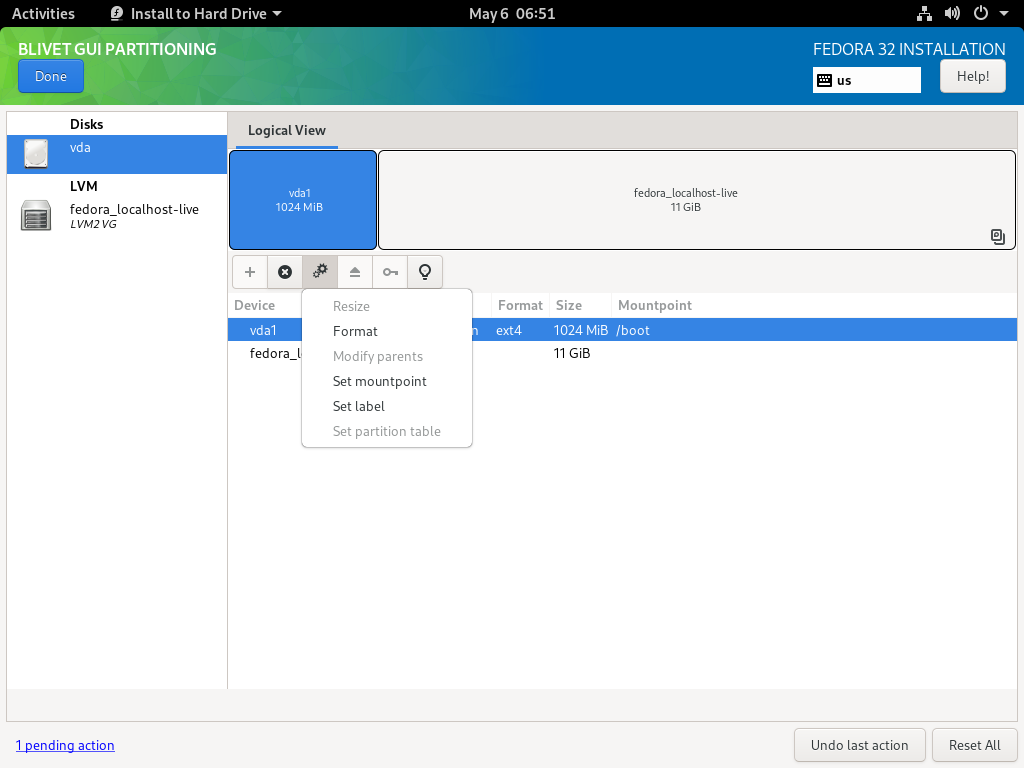 Activities
Install to Hard Drive
May 6 06:51
BLIVET GUI PARTITIONING
FEDORA 32 INSTALLATION
Done
us
Help!
Disks
vda
LVM
fedora_localhost-live
LVM2 VG
Logical View
vda1
1024 MiB
fedora_localhost-live
11 GiB
Device
Format
Size
Mountpoint
vda1
n
ext4
1024 MiB
/boot
fedora_l
11 GiB
Resize
Format
Modify parents
Set mountpoint
Set label
Set partition table
1 pending action
Undo last action
Reset All